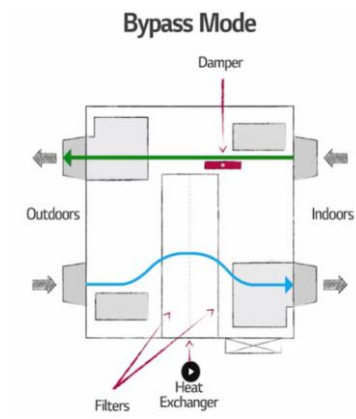 Bypass Mode
Damper
Outdoors
Indoors
Filters
Heat
Exchanger